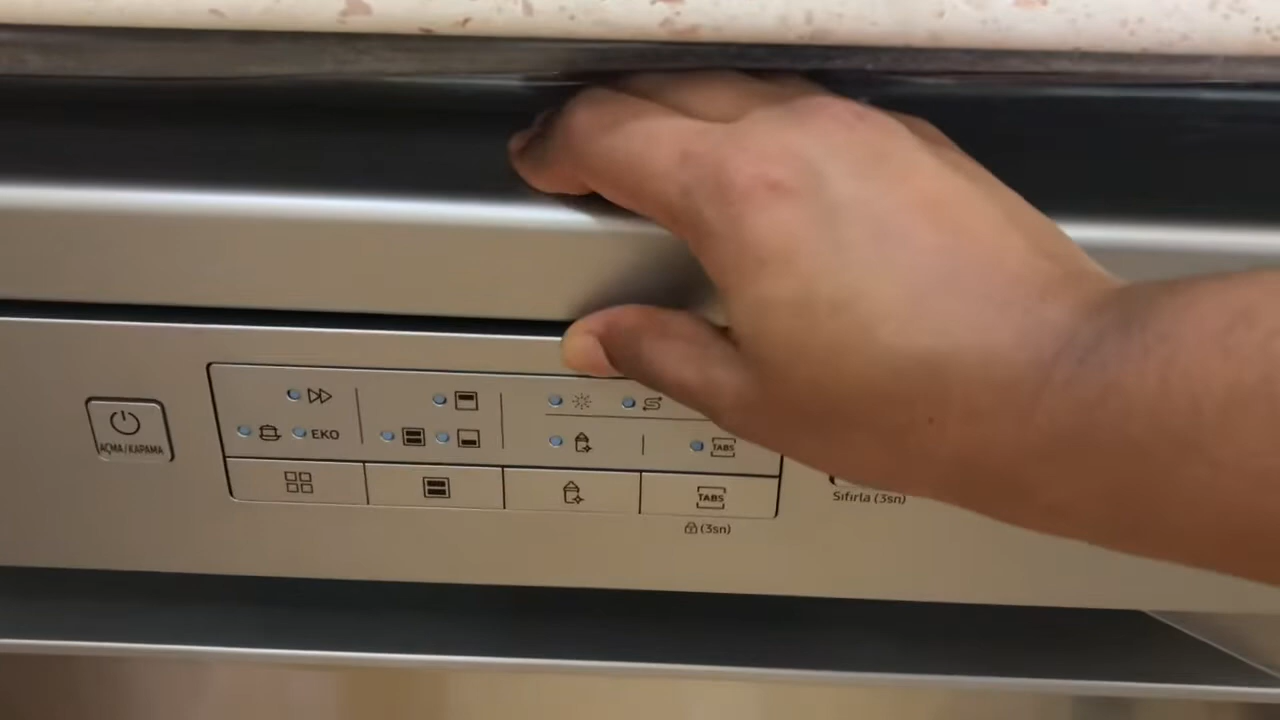 AÇMA/KAPAMA
EKO
TABS
TABS
(3sn)
Sıfırla (3sn)